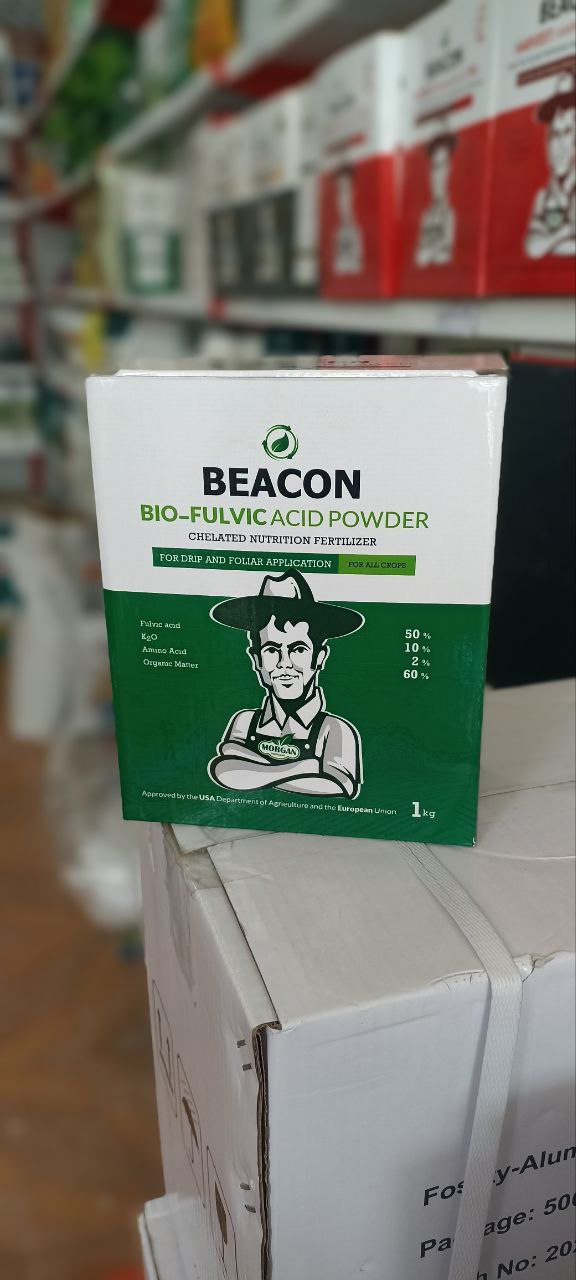 BEACON
BEACON
BIO-FULVIC ACID POWDER
CHELATED NUTRITION FERTILIZER
FOR DRIP AND FOLIAR APPLICATION FOR ALL CROPS
Fulvic acid 50 %
K2O 10 %
Amino Acid 2 %
Organic Matter 60 %
MORGAN
Approved by the USA Department of Agriculture and the European Union 1kg